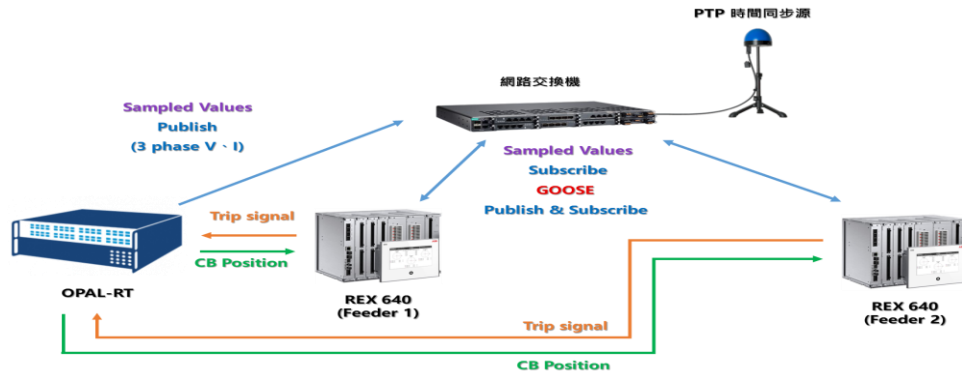 PTP 時間同步源
網路交換機
Sampled Values
Publish
(3 phase V、I)
Sampled Values
Subscribe
GOOSE
Publish & Subscribe
Trip signal
CB Position
OPAL-RT
REX 640
(Feeder 1)
REX 640
(Feeder 2)
Trip signal
CB Position